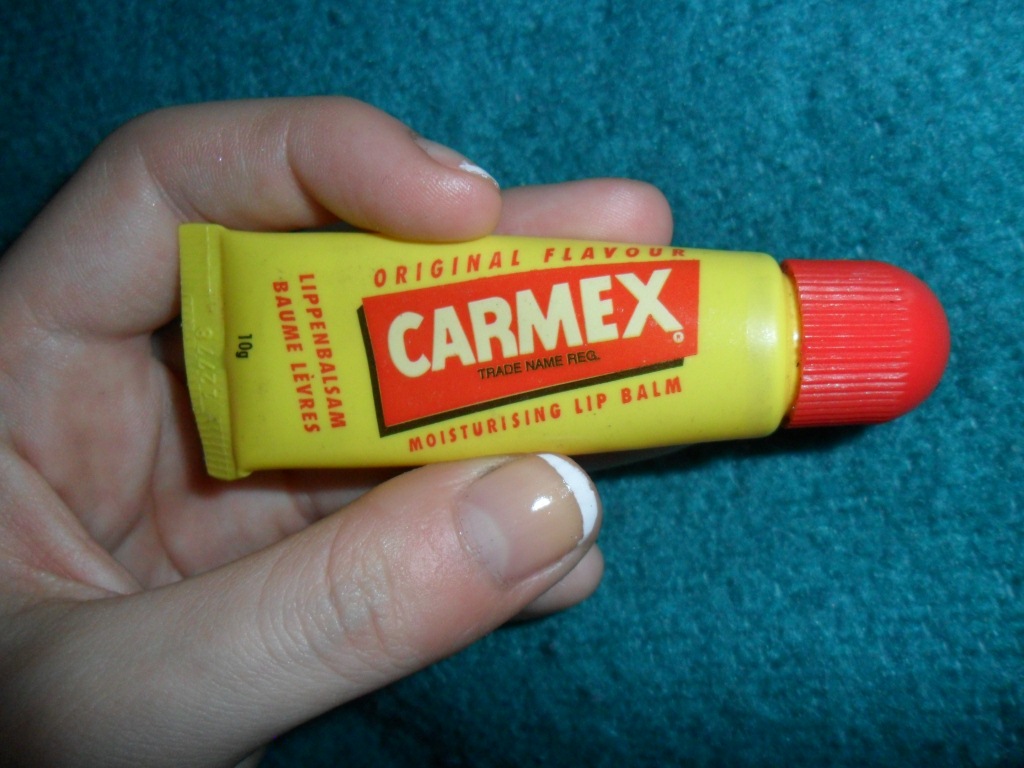 ORIGINAL FLAVOUR
CARMEX®
TRADE NAME REG.
MOISTURISING LIP BALM
LIPPENBALSAM
BAUME LÈVRES
10g